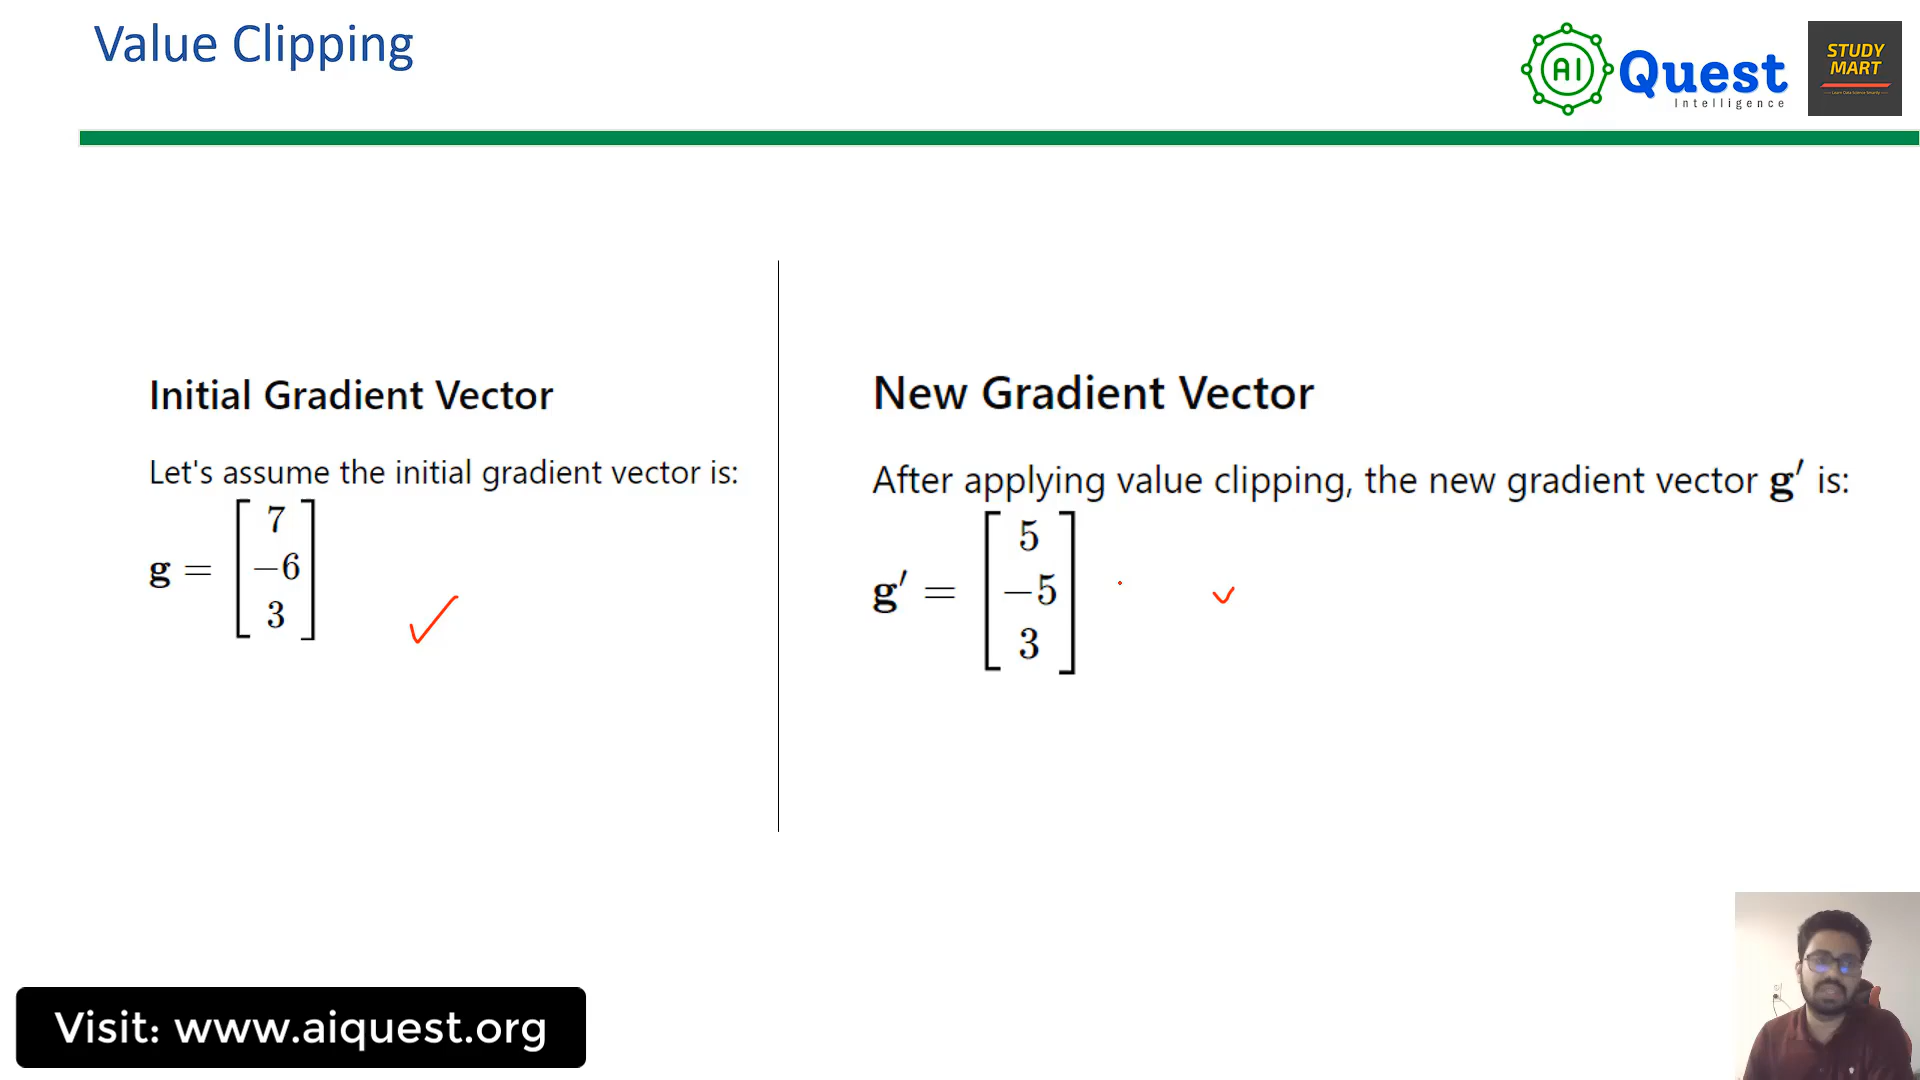 Value Clipping
AI Quest
Intelligence
STUDY
MART
Initial Gradient Vector
Let's assume the initial gradient vector is:
g = [ 7
−6
3 ]
New Gradient Vector
After applying value clipping, the new gradient vector g′ is:
g′ = [ 5
−5
3 ]
Visit: www.aiquest.org